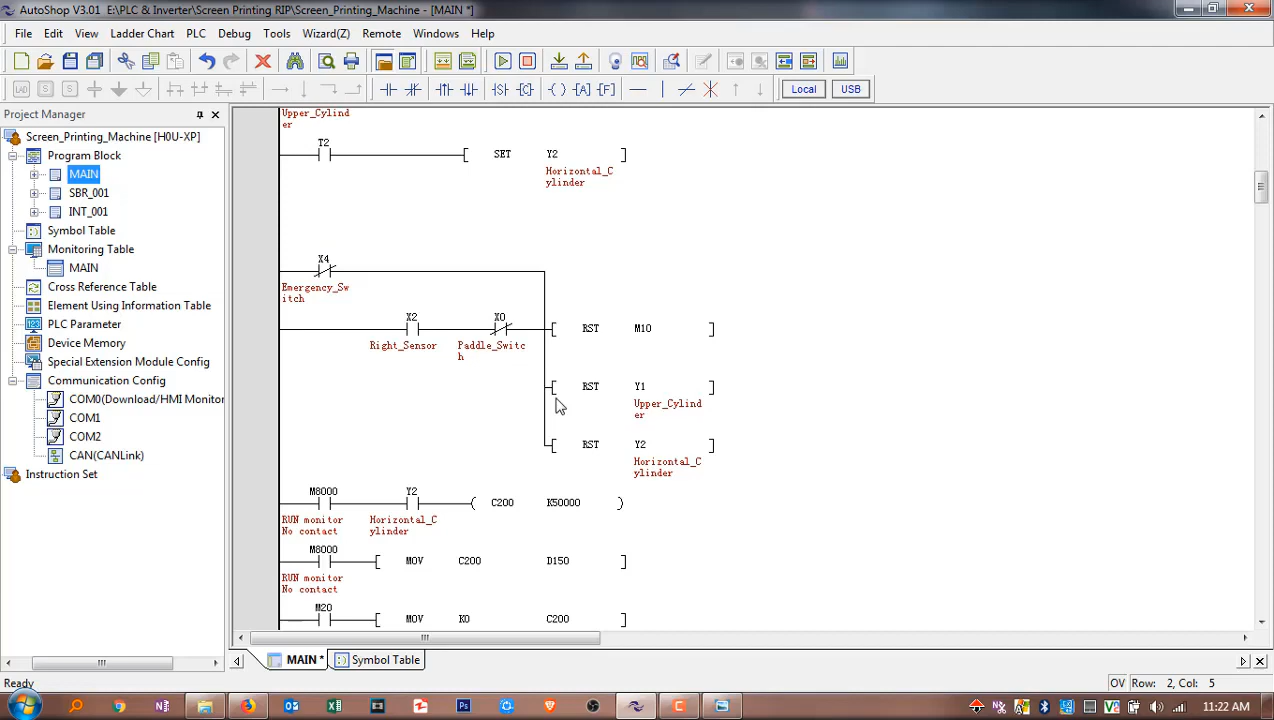 AutoShop V3.01 E:\PLC & Inverter\Screen Printing RIP\Screen_Printing_Machine - [MAIN *]
File Edit View Ladder Chart PLC Debug Tools Wizard(Z) Remote Windows Help
Local USB
Project Manager
Screen_Printing_Machine [H0U-XP]
Program Block
MAIN
SBR_001
INT_001
Symbol Table
Monitoring Table
MAIN
Cross Reference Table
Element Using Information Table
PLC Parameter
Device Memory
Special Extension Module Config
Communication Config
COM0(Download/HMI Monitor
COM1
COM2
CAN(CANLink)
Instruction Set
Upper_Cylind
er
T2
SET Y2
Horizontal_C
ylinder
X4
Emergency_Sw
itch
X2 X0
RST M10
Right_Sensor Paddle_Switc
h
RST Y1
Upper_Cylind
er
RST Y2
Horizontal_C
ylinder
M8000 Y2
C200 K50000
RUN monitor Horizontal_C
No contact ylinder
M8000
MOV C200 D150
RUN monitor
No contact
M20
MOV K0 C200
MAIN * Symbol Table
Ready
OV Row: 2, Col: 5
11:22 AM